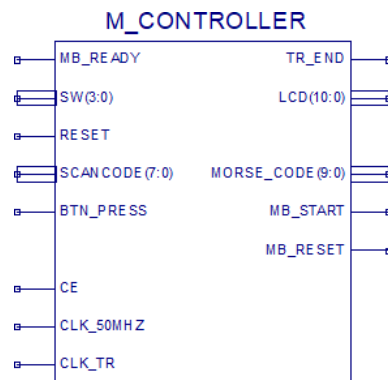 M_CONTROLLER
MB_READY TR_END
SW(3:0) LCD(10:0)
RESET
SCANCODE(7:0) MORSE_CODE(9:0)
BTN_PRESS MB_START
MB_RESET
CE
CLK_50MHZ
CLK_TR